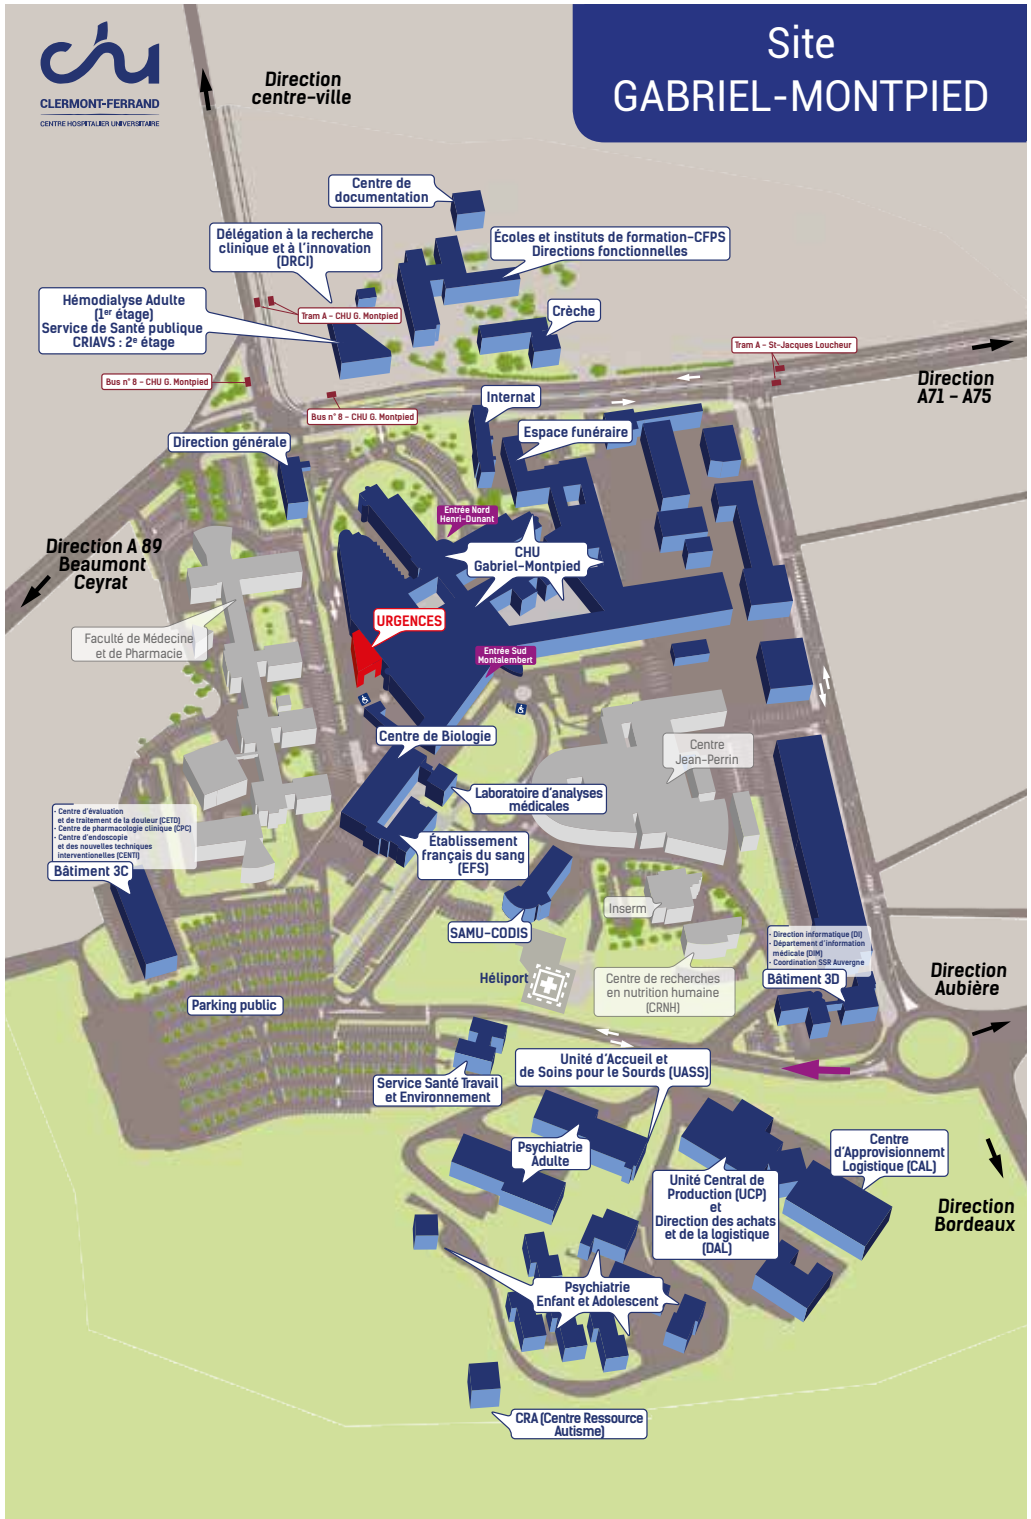 chu
CLERMONT-FERRAND
CENTRE HOSPITALIER UNIVERSITAIRE
Site
GABRIEL-MONTPIED
Direction
centre-ville
Centre de
documentation
Délégation à la recherche
clinique et à l'innovation
(DRCI)
Écoles et instituts de formation-CFPS
Directions fonctionnelles
Hémodialyse Adulte
(1er étage)
Service de Santé publique
CRIAVS : 2e étage
Tram A - CHU G. Montpied
Crèche
Tram A - St-Jacques Loucheur
Direction
A71 - A75
Bus n° 8 - CHU G. Montpied
Bus n° 8 - CHU G. Montpied
Internat
Direction générale
Espace funéraire
Entrée Nord
Henri-Dunant
Direction A 89
Beaumont
Ceyrat
CHU
Gabriel-Montpied
URGENCES
Faculté de Médecine
et de Pharmacie
Entrée Sud
Montalembert
Centre de Biologie
Centre
Jean-Perrin
Laboratoire d'analyses
médicales
- Centre d'évaluation
et de traitement de la douleur (CETD)
- Centre de pharmacologie clinique (CPC)
- Centre d'endoscopie
et des nouvelles techniques
interventionelles (CENTI)
Bâtiment 3C
Établissement
français du sang
(EFS)
Inserm
SAMU-CODIS
- Direction informatique (DI)
- Département d'information
médicale (DIM)
- Coordination SSR Auvergne
Bâtiment 3D
Direction
Aubière
Héliport
Centre de recherches
en nutrition humaine
(CRNH)
Parking public
Unité d'Accueil et
de Soins pour le Sourds (UASS)
Service Santé Travail
et Environnement
Psychiatrie
Adulte
Centre
d'Approvisionnemt
Logistique (CAL)
Unité Central de
Production (UCP)
et
Direction des achats
et de la logistique
(DAL)
Direction
Bordeaux
Psychiatrie
Enfant et Adolescent
CRA (Centre Ressource
Autisme)